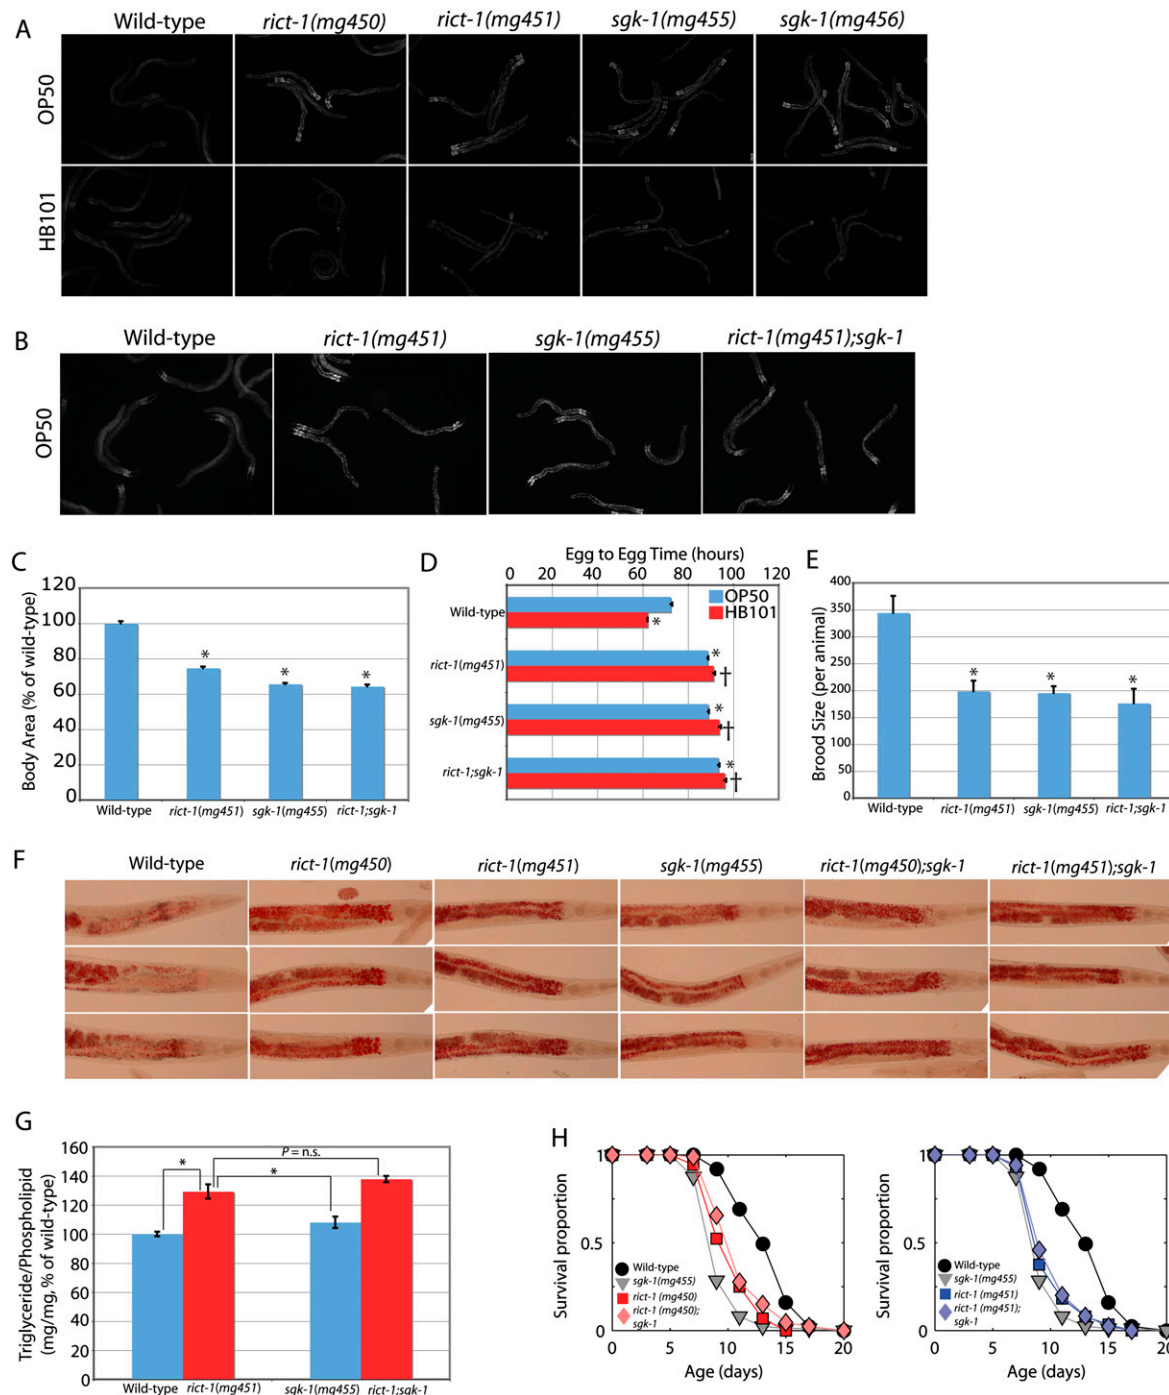 A
Wild-type rict-1(mg450) rict-1(mg451) sgk-1(mg455) sgk-1(mg456)
OP50
HB101
B
Wild-type rict-1(mg451) sgk-1(mg455) rict-1(mg451);sgk-1
OP50
C
Body Area (% of wild-type)
120
100
80
60
40
20
0
* * *
Wild-type rict-1(mg451) sgk-1(mg455) rict-1;sgk-1
D
Egg to Egg Time (hours)
0 20 40 60 80 100 120
OP50
HB101
Wild-type
*
rict-1(mg451)
*
†
sgk-1(mg455)
*
†
rict-1;sgk-1
*
†
E
Brood Size (per animal)
400
350
300
250
200
150
100
50
0
* * *
Wild-type rict-1(mg451) sgk-1(mg455) rict-1;sgk-1
F
Wild-type rict-1(mg450) rict-1(mg451) sgk-1(mg455) rict-1(mg450);sgk-1 rict-1(mg451);sgk-1
G
Triglyceride/Phospholipid
(mg/mg, % of wild-type)
160
140
120
100
80
60
40
20
0
P = n.s.
* *
Wild-type rict-1(mg451) sgk-1(mg455) rict-1;sgk-1
H
Survival proportion
1
0.5
0
Wild-type
sgk-1(mg455)
rict-1 (mg450)
rict-1 (mg450);
sgk-1
0 5 10 15 20
Age (days)
Survival proportion
1
0.5
0
Wild-type
sgk-1(mg455)
rict-1 (mg451)
rict-1 (mg451);
sgk-1
0 5 10 15 20
Age (days)